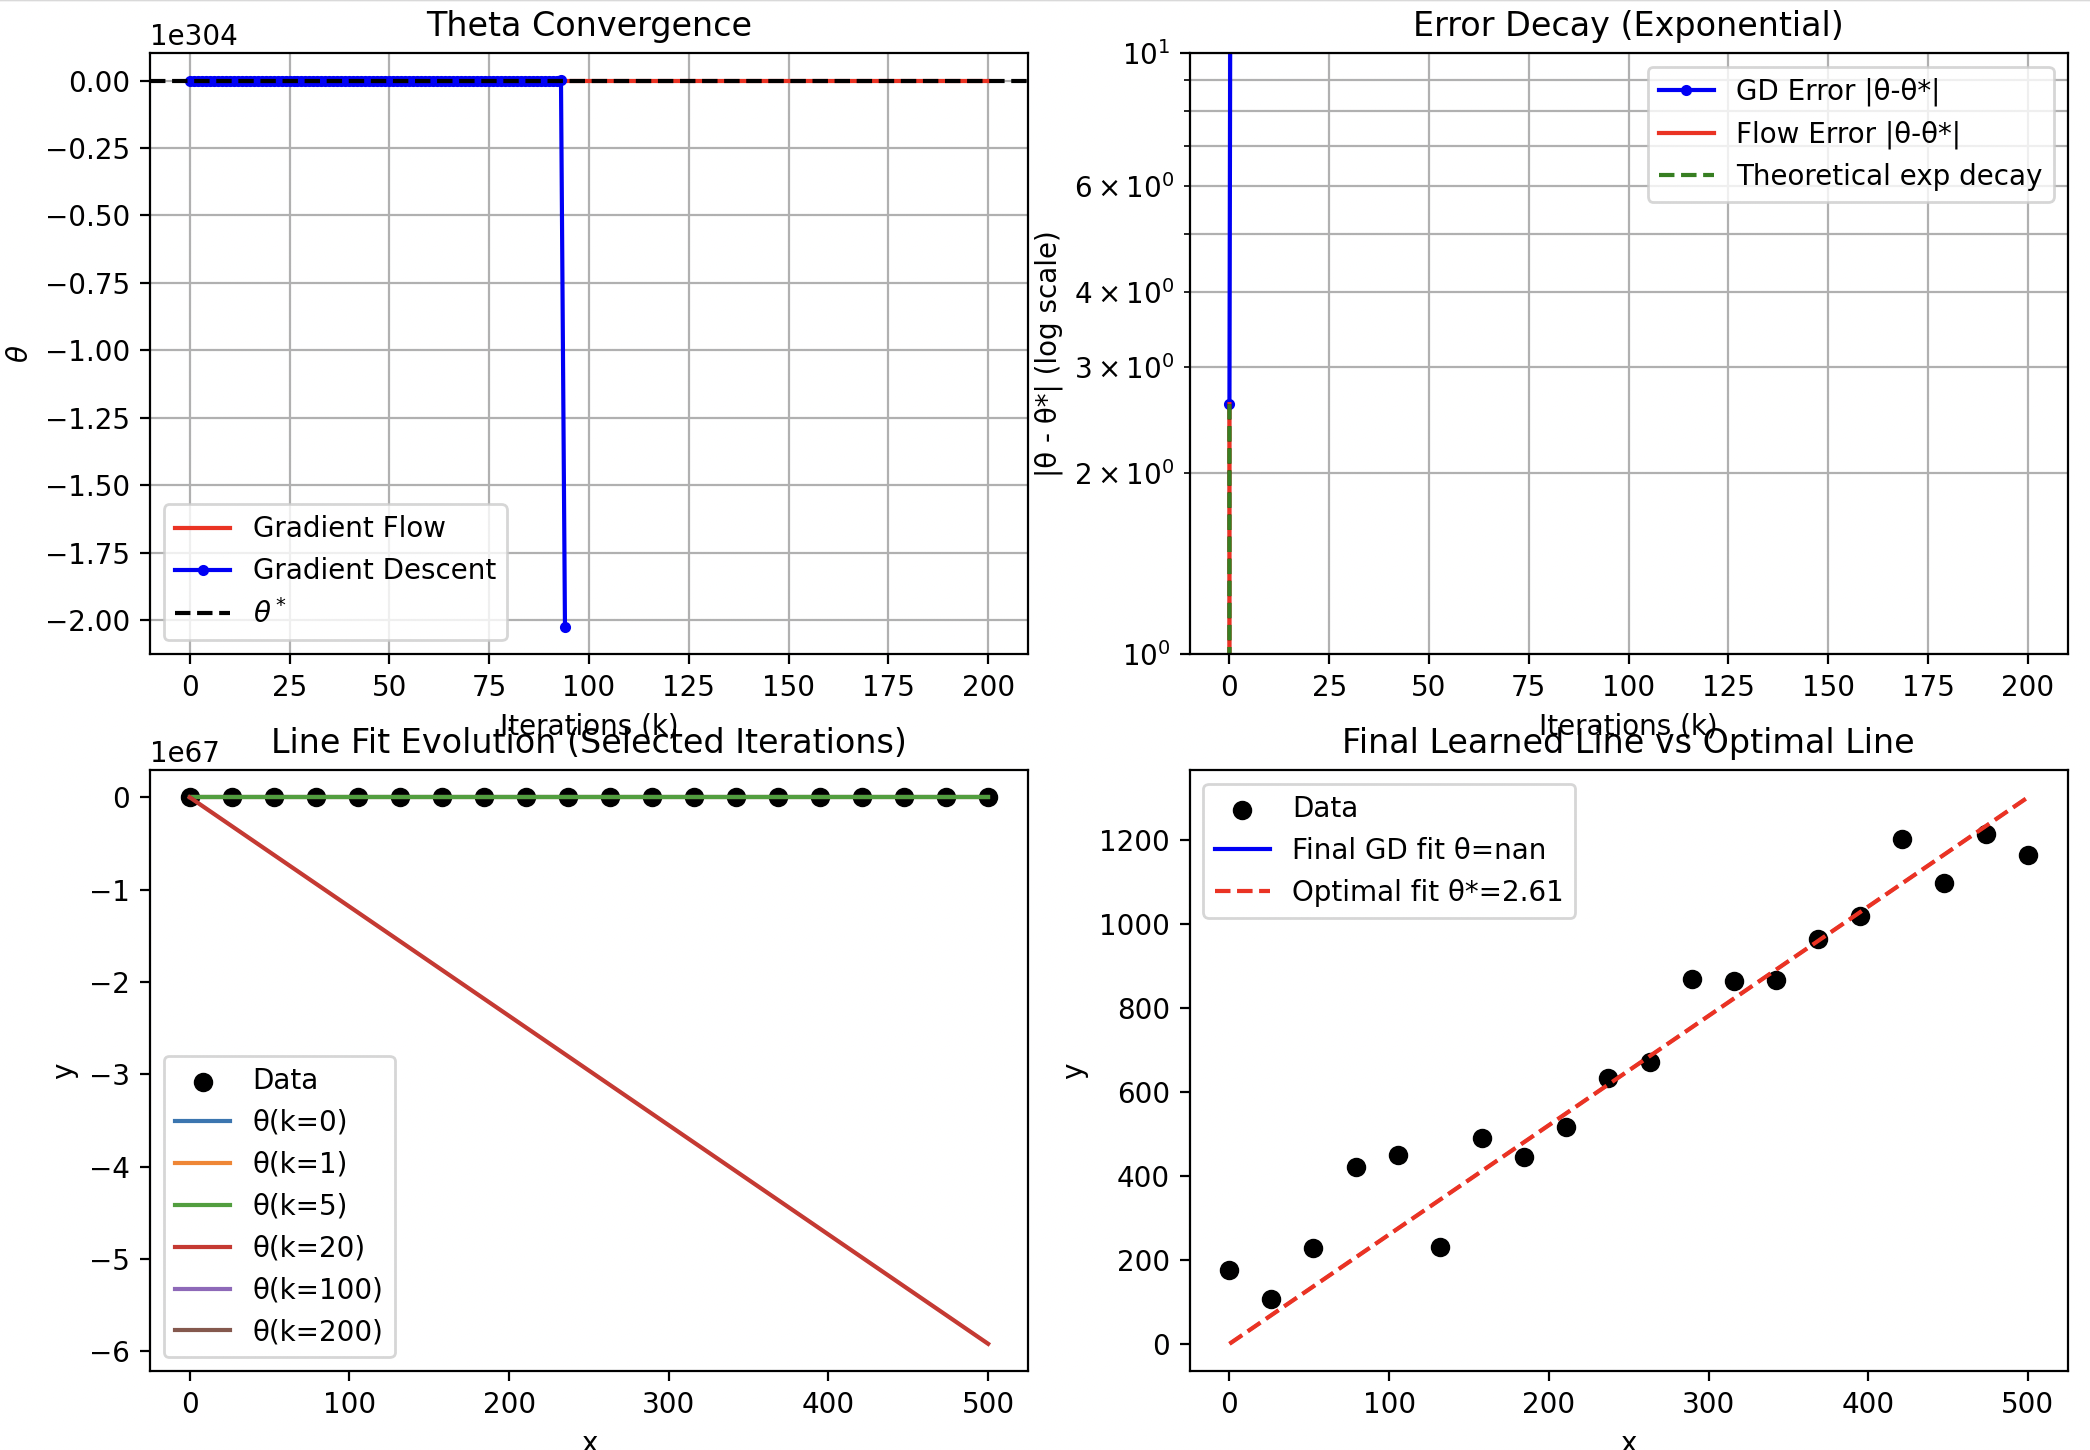 Theta Convergence
1e304
0.00
−0.25
−0.50
−0.75
−1.00
−1.25
−1.50
−1.75
−2.00
θ
Gradient Flow
Gradient Descent
θ*
0 25 50 75 100 125 150 175 200
Iterations (k)
Error Decay (Exponential)
10¹
6 × 10⁰
4 × 10⁰
3 × 10⁰
2 × 10⁰
10⁰
|θ - θ*| (log scale)
GD Error |θ-θ*|
Flow Error |θ-θ*|
Theoretical exp decay
0 25 50 75 100 125 150 175 200
Iterations (k)
Line Fit Evolution (Selected Iterations)
1e67
0
−1
−2
−3
−4
−5
−6
y
Data
θ(k=0)
θ(k=1)
θ(k=5)
θ(k=20)
θ(k=100)
θ(k=200)
0 100 200 300 400 500
x
Final Learned Line vs Optimal Line
Data
Final GD fit θ=nan
Optimal fit θ*=2.61
1200
1000
800
600
400
200
0
y
0 100 200 300 400 500
x